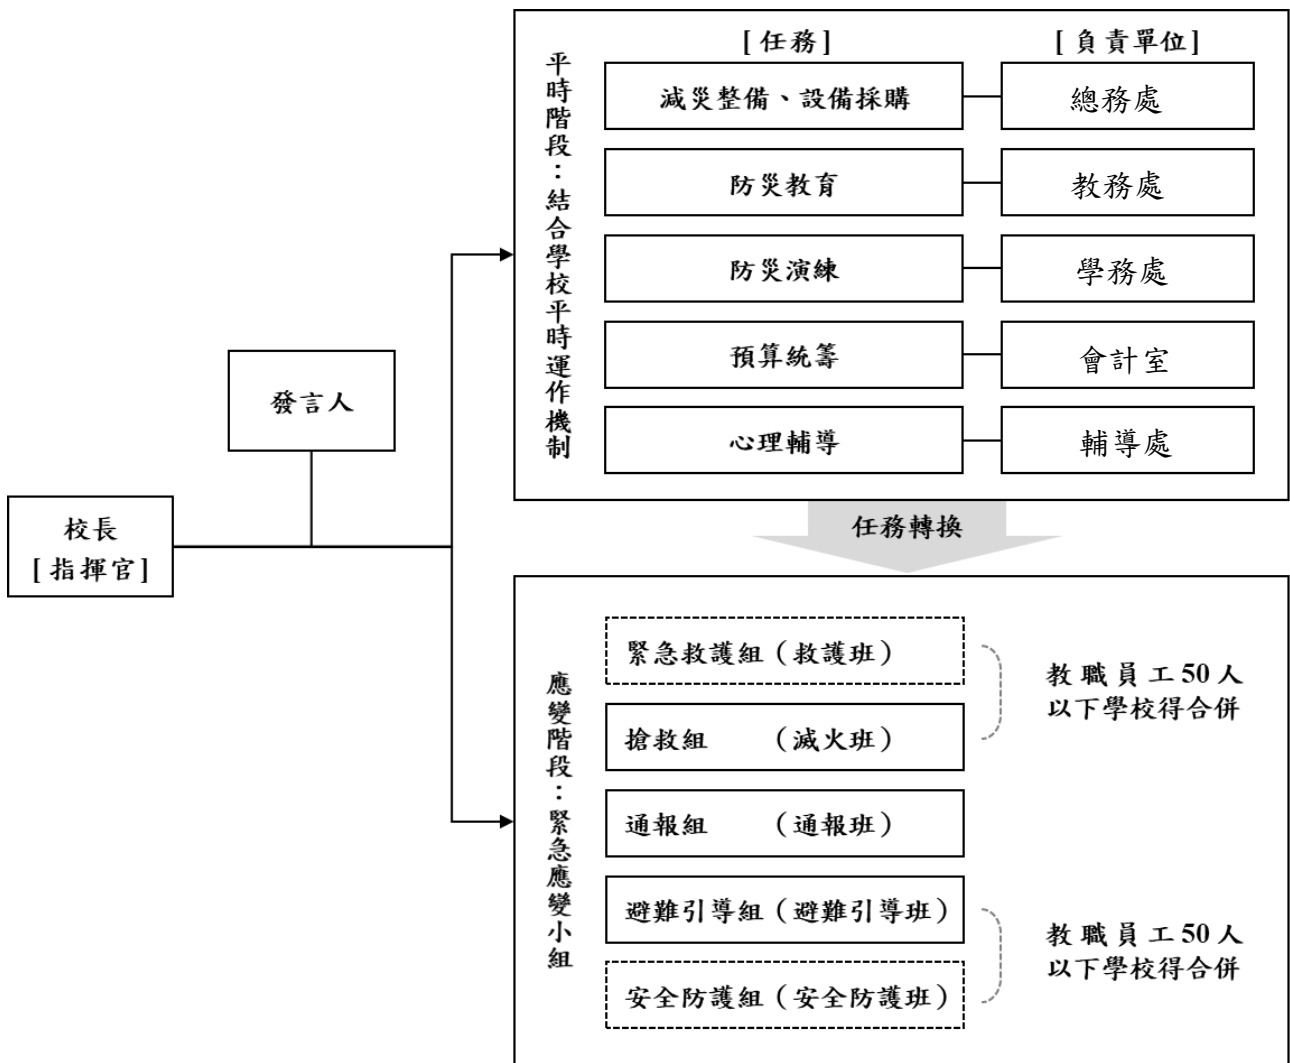 發言人
校長
[指揮官]
平時階段：結合學校平時運作機制
[任務]
[負責單位]
減災整備、設備採購
總務處
防災教育
教務處
防災演練
學務處
預算統籌
會計室
心理輔導
輔導處
任務轉換
應變階段：緊急應變小組
緊急救護組（救護班）
搶救組　　（滅火班）
教職員工50人
以下學校得合併
通報組　　（通報班）
避難引導組（避難引導班）
安全防護組（安全防護班）
教職員工50人
以下學校得合併